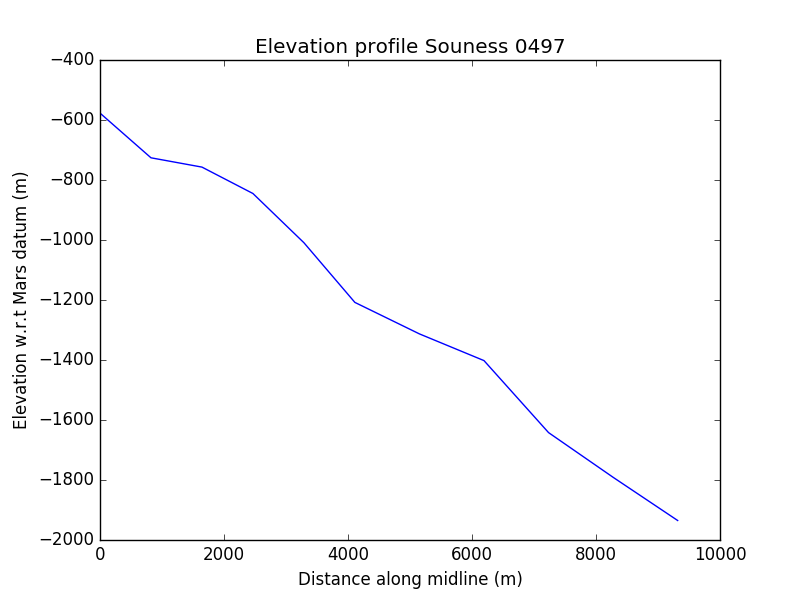 Elevation profile Souness 0497
−400
−600
−800
−1000
−1200
−1400
−1600
−1800
−2000
Elevation w.r.t Mars datum (m)
0 2000 4000 6000 8000 10000
Distance along midline (m)